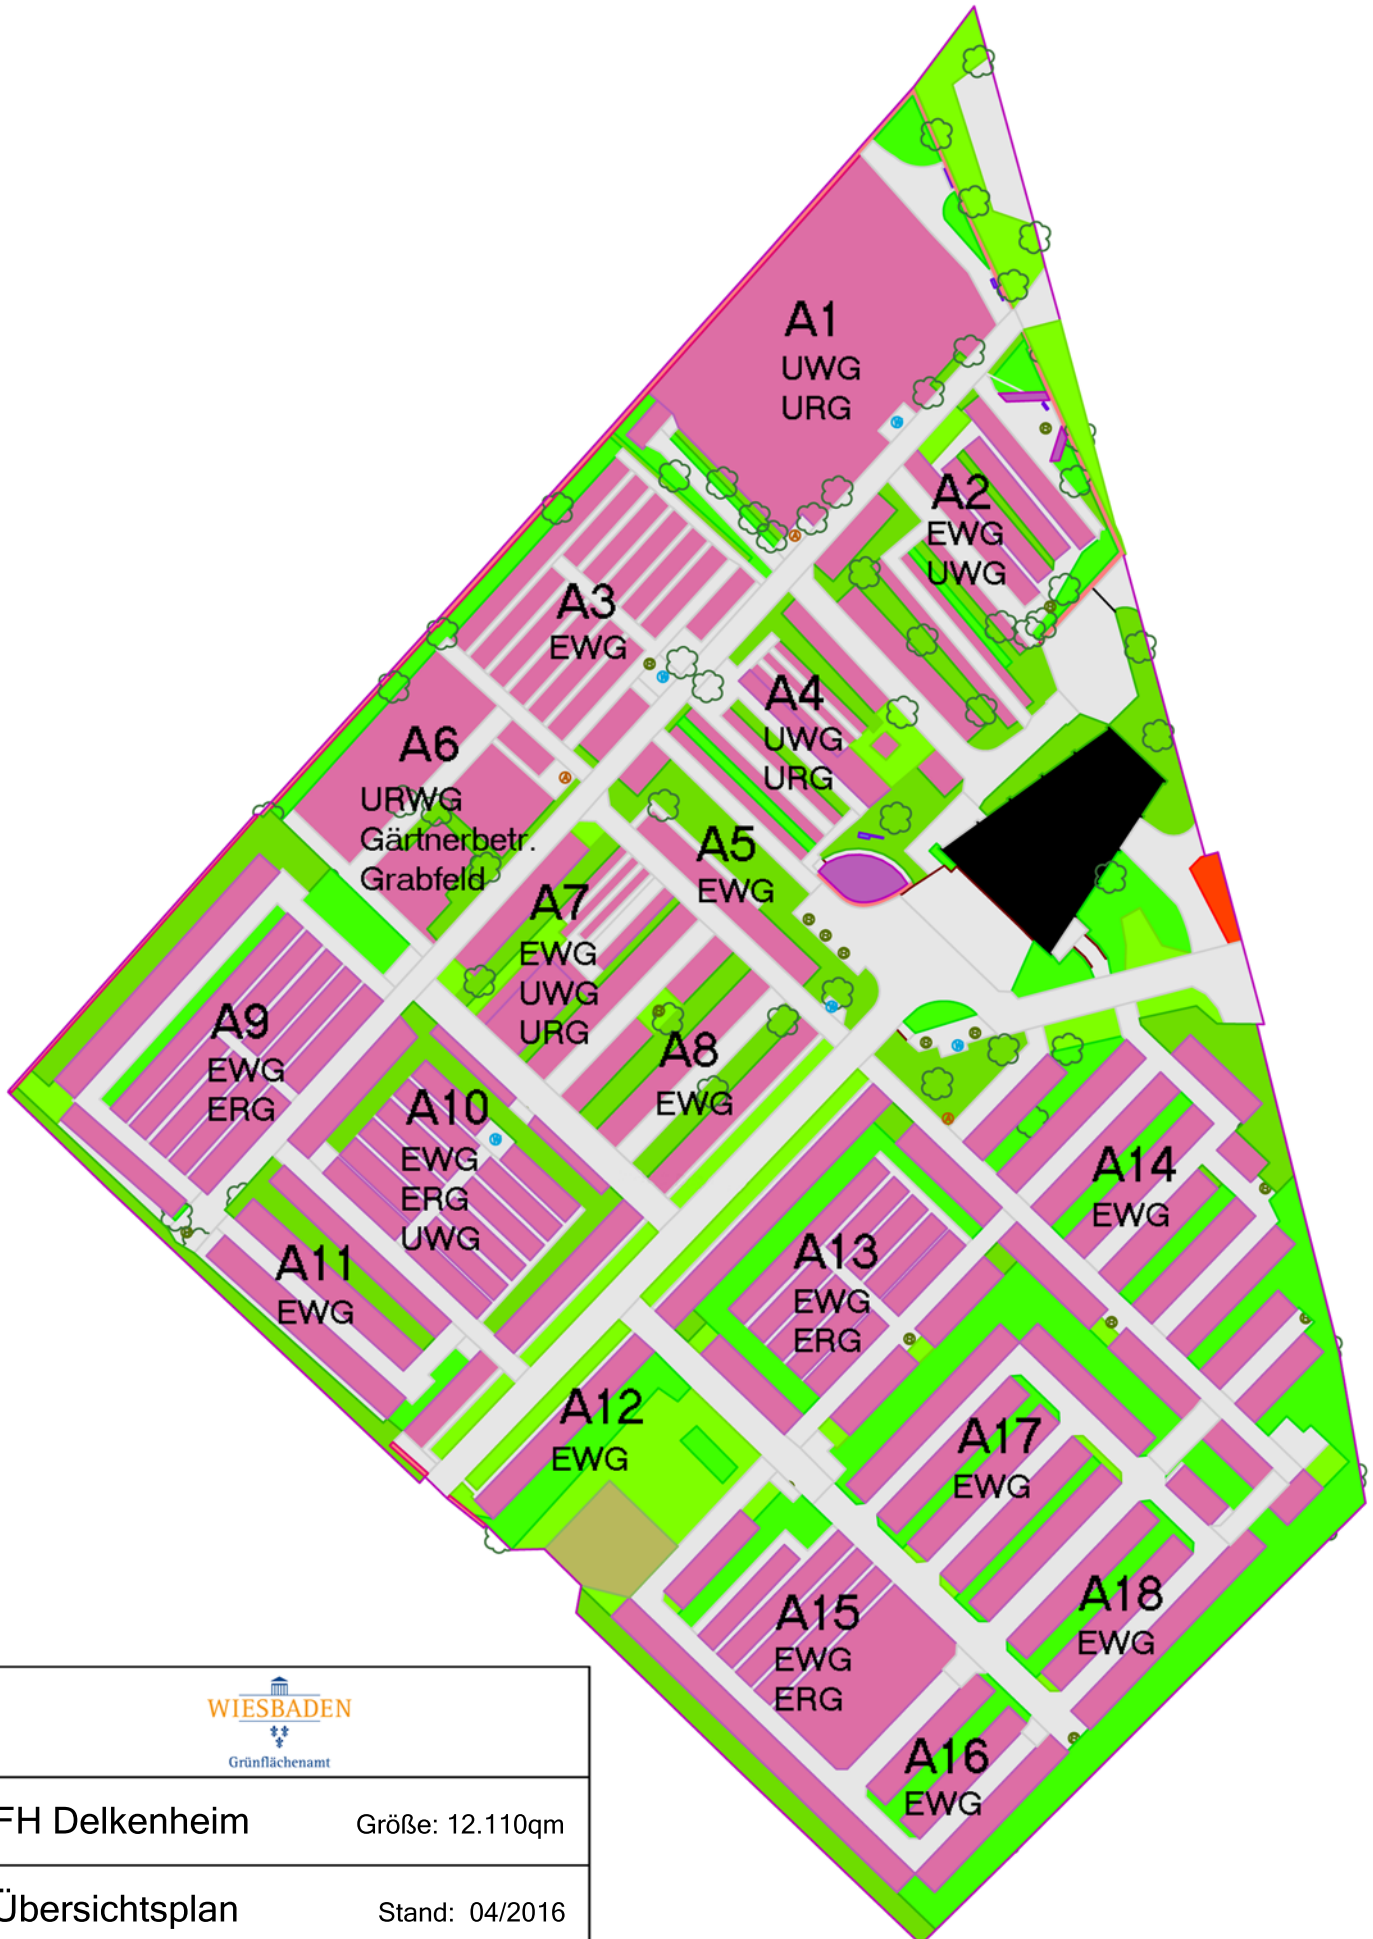 A1
UWG
URG
A2
EWG
UWG
A3
EWG
A4
UWG
URG
A6
URWG
Gärtnerbetr.
Grabfeld
A5
EWG
A7
EWG
UWG
URG
A8
EWG
A9
EWG
ERG
A10
EWG
ERG
UWG
A11
EWG
A12
EWG
A13
EWG
ERG
A14
EWG
A15
EWG
ERG
A16
EWG
A17
EWG
A18
EWG
WIESBADEN
Grünflächenamt
FH Delkenheim Größe: 12.110qm
Übersichtsplan Stand: 04/2016